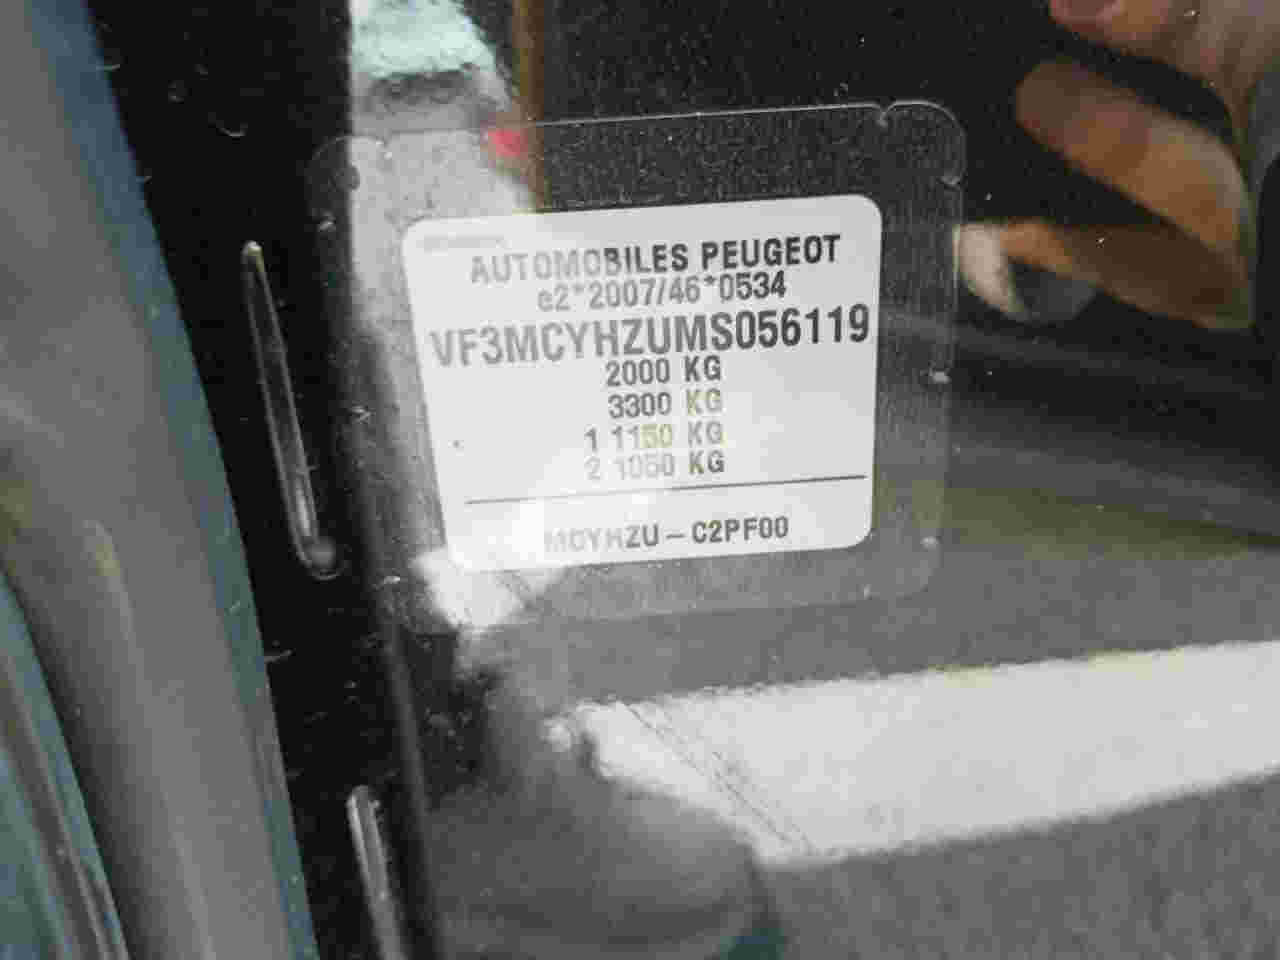 AUTOMOBILES PEUGEOT
e2*2007/46*0534
VF3MCYHZUMS056119
2000 KG
3300 KG
1 1150 KG
2 1050 KG
MCYHZU-C2PF00